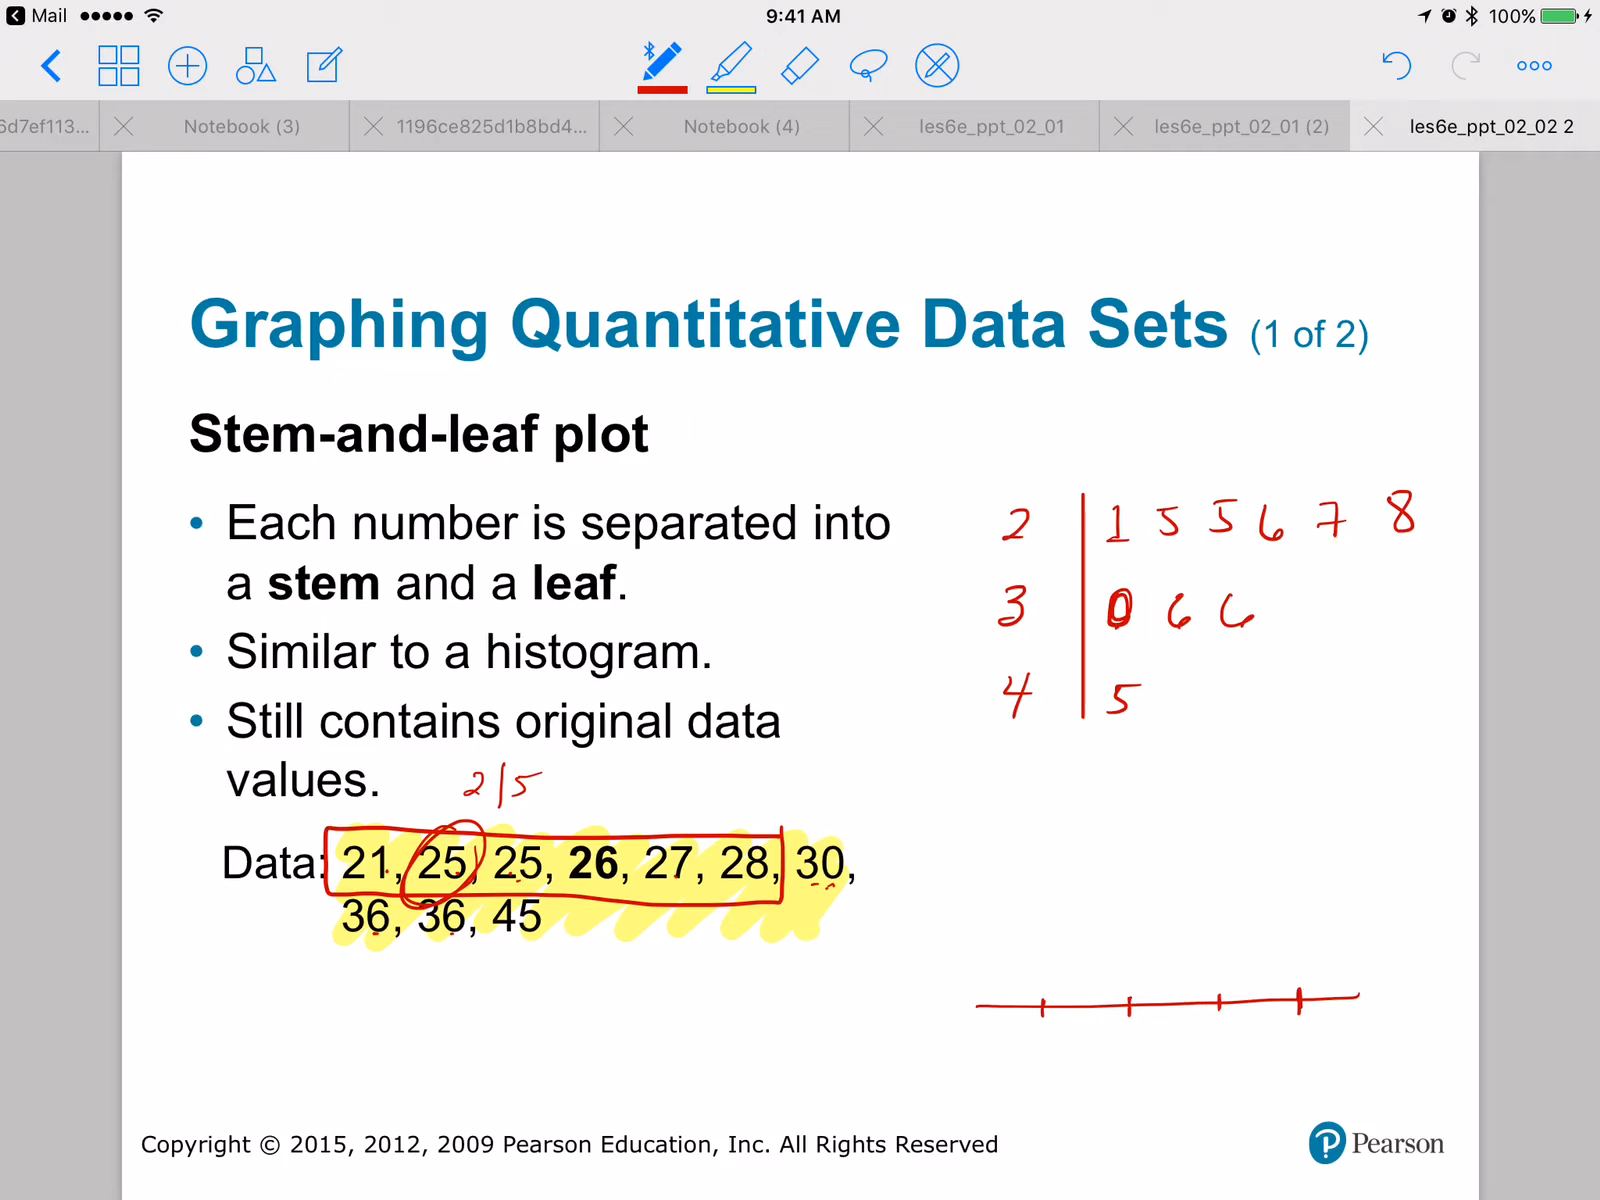 Mail 9:41 AM 100%
6d7ef113... Notebook (3) 1196ce825d1b8bd4... Notebook (4) les6e_ppt_02_01 les6e_ppt_02_01 (2) les6e_ppt_02_02 2
Graphing Quantitative Data Sets (1 of 2)
Stem-and-leaf plot
• Each number is separated into
a stem and a leaf.
• Similar to a histogram.
• Still contains original data
values.
2|5
Data: 21, 25, 25, 26, 27, 28, 30,
36, 36, 45
2 | 1 5 5 6 7 8
3 | 0 6 6
4 | 5
Copyright © 2015, 2012, 2009 Pearson Education, Inc. All Rights Reserved
P Pearson